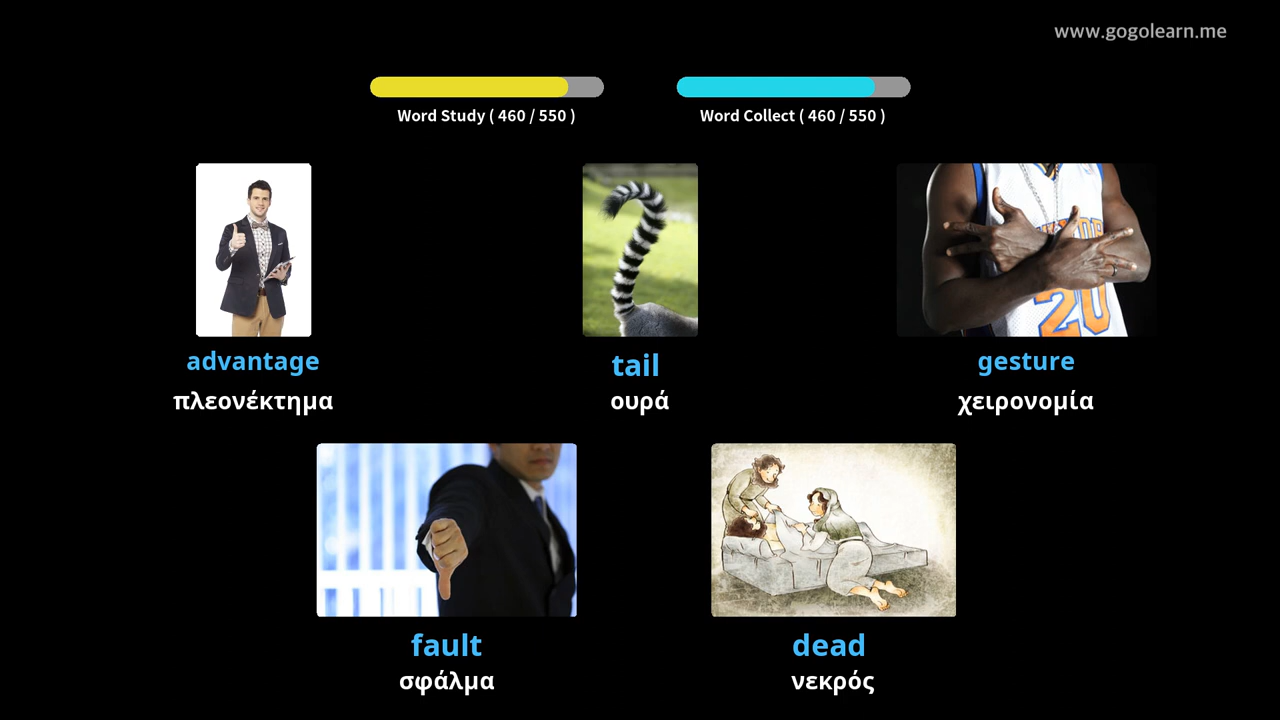 www.gogolearn.me
Word Study ( 460 / 550 )
Word Collect ( 460 / 550 )
20
advantage
tail
gesture
πλεονέκτημα
ουρά
χειρονομία
fault
dead
σφάλμα
νεκρός